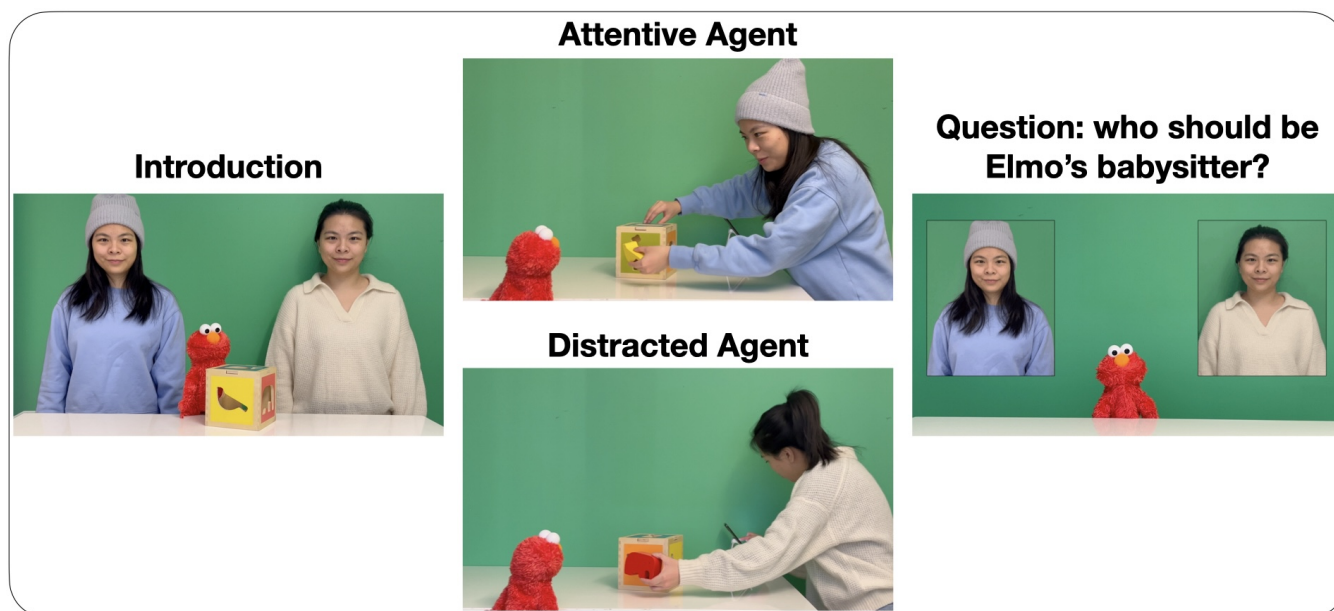 Introduction
Attentive Agent
Distracted Agent
Question: who should be
Elmo's babysitter?